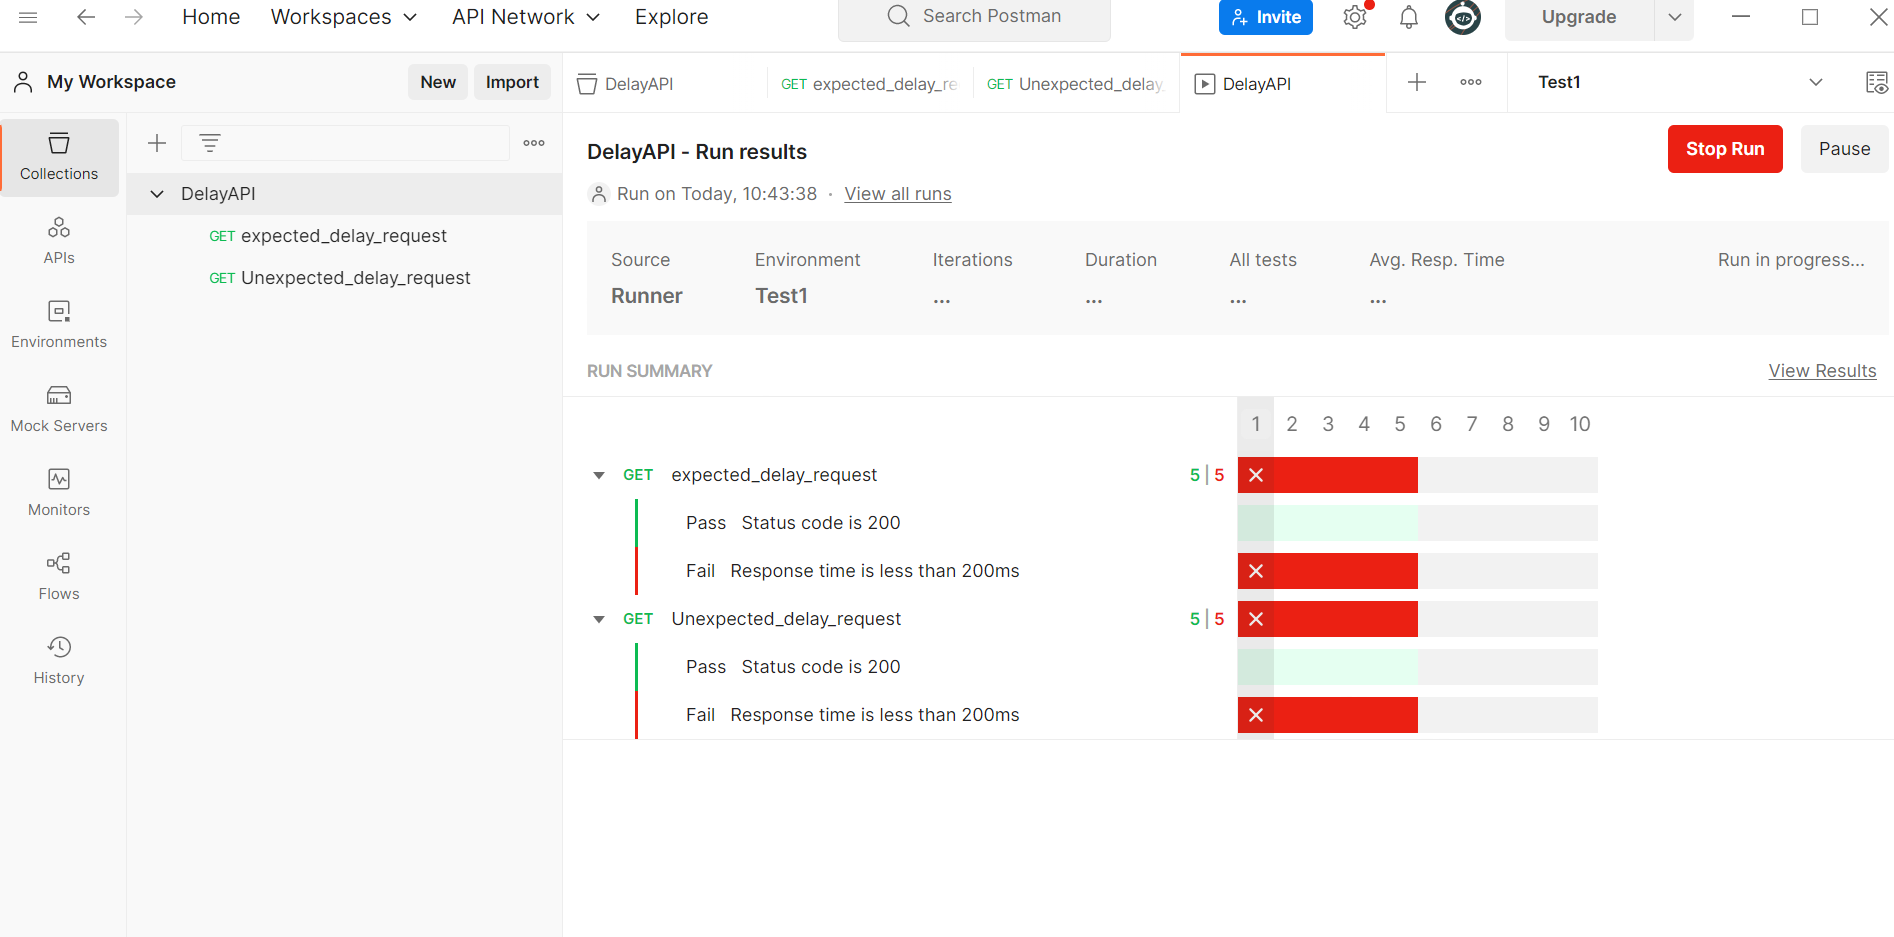 Home Workspaces API Network Explore Search Postman Invite Upgrade
My Workspace New Import DelayAPI GET expected_delay_re GET Unexpected_delay_ DelayAPI Test1
Collections
APIs
Environments
Mock Servers
Monitors
Flows
History
DelayAPI
GET expected_delay_request
GET Unexpected_delay_request
DelayAPI - Run results Stop Run Pause
Run on Today, 10:43:38 · View all runs
Source Environment Iterations Duration All tests Avg. Resp. Time Run in progress...
Runner Test1 ... ... ... ...
RUN SUMMARY View Results
1 2 3 4 5 6 7 8 9 10
GET expected_delay_request 5 | 5
Pass Status code is 200
Fail Response time is less than 200ms
GET Unexpected_delay_request 5 | 5
Pass Status code is 200
Fail Response time is less than 200ms